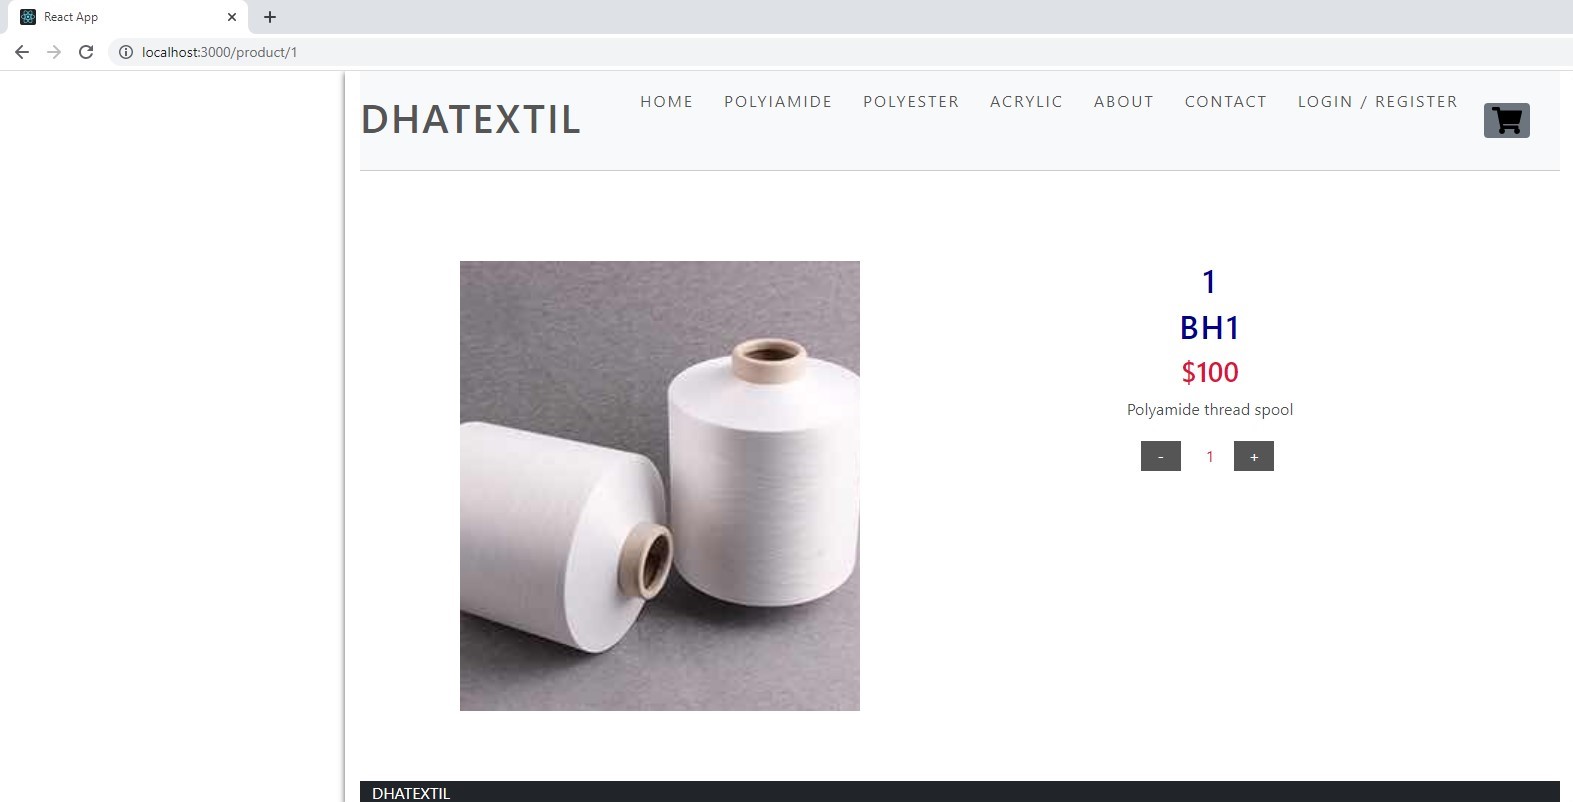 React App
localhost:3000/product/1
DHATEXTIL
HOME POLYIAMIDE POLYESTER ACRYLIC ABOUT CONTACT LOGIN / REGISTER
1
BH1
$100
Polyamide thread spool
- 1 +
DHATEXTIL